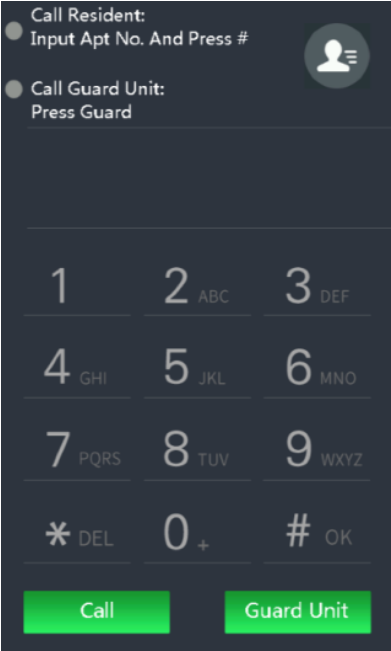 Call Resident:
Input Apt No. And Press #
Call Guard Unit:
Press Guard
1 2 ABC 3 DEF
4 GHI 5 JKL 6 MNO
7 PQRS 8 TUV 9 WXYZ
* DEL 0 + # OK
Call Guard Unit